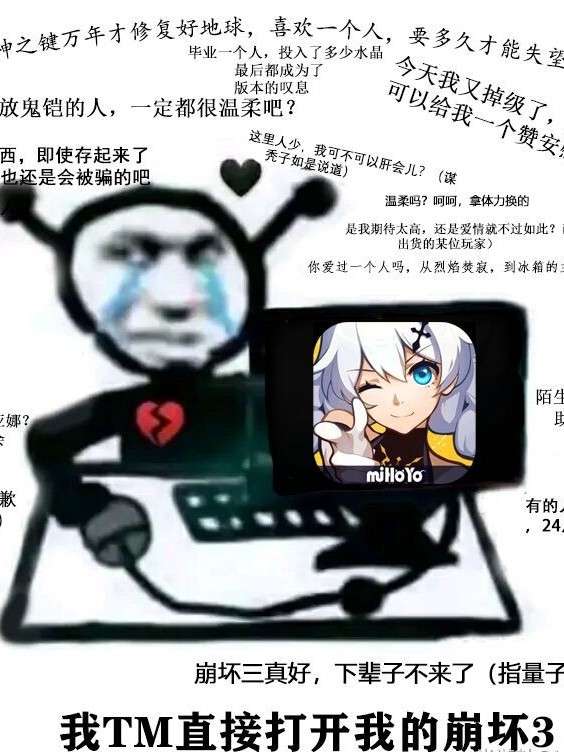 神之键万年才修复好地球，喜欢一个人，要多久才能失望
毕业一个人，投入了多少水晶
最后都成为了
版本的叹息
今天我又掉级了，
可以给我一个赞安慰
放鬼铠的人，一定都很温柔吧？
这里人少，我可不可以肝会儿？（谋
秃子如是说道）
西，即使存起来了
也还是会被骗的吧
温柔吗？呵呵，拿体力换的
是我期待太高，还是爱情就不过如此？
出货的某位玩家）
你爱过一个人吗，从烈焰焚寂，到冰箱的
陌生
助
娜？
歉
）
miHoYo
有的人
，24
崩坏三真好，下辈子不来了（指量子
我TM直接打开我的崩坏3